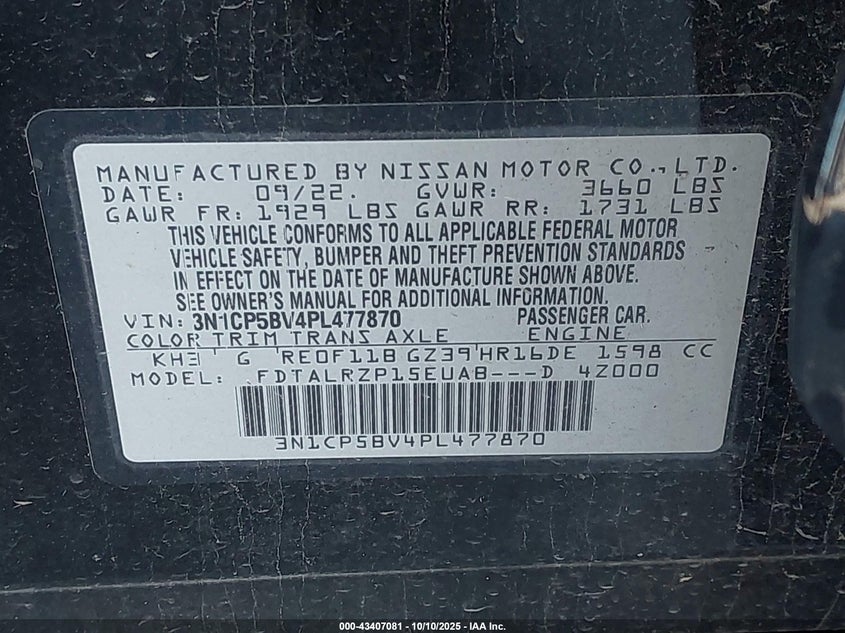 MANUFACTURED BY NISSAN MOTOR CO., LTD.
DATE: 09/22. GVWR: 3660 LBS
GAWR FR: 1929 LBS GAWR RR: 1731 LBS
THIS VEHICLE CONFORMS TO ALL APPLICABLE FEDERAL MOTOR
VEHICLE SAFETY, BUMPER AND THEFT PREVENTION STANDARDS
IN EFFECT ON THE DATE OF MANUFACTURE SHOWN ABOVE.
SEE OWNER'S MANUAL FOR ADDITIONAL INFORMATION.
VIN: 3N1CP5BV4PL477870 PASSENGER CAR.
COLOR TRIM TRANS AXLE ENGINE
KH3 G RE0F11B GZ39 HR16DE 1598 CC
MODEL: FDTALRZP15EUAB---D 4Z000
3N1CP5BV4PL477870
000-43407081 - 10/10/2025 - IAA Inc.